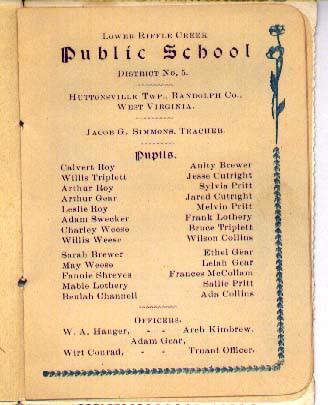 Lower Riffle Creek
Public School
District No. 5.
Huttonsville Twp., Randolph Co.,
West Virginia.
Jacob G. Simmons, Teacher.
Pupils.
Calvert Roy Anity Brewer
Willis Triplett Jesse Cutright
Arthur Roy Sylvia Pritt
Arthur Gear Jared Cutright
Leslie Roy Melvin Pritt
Adam Swecker Frank Lothery
Charley Weese Bruce Triplett
Willis Weese Wilson Collins
Sarah Brewer Ethel Gear
May Weese Lelah Gear
Fannie Shreves Frances McCollam
Mable Lothery Sallie Pritt
Beulah Channell Ada Collins
Officers.
W. A. Hanger, - - Arch Kimbrew.
Adam Gear,
Wirt Conrad, - - Truant Officer.